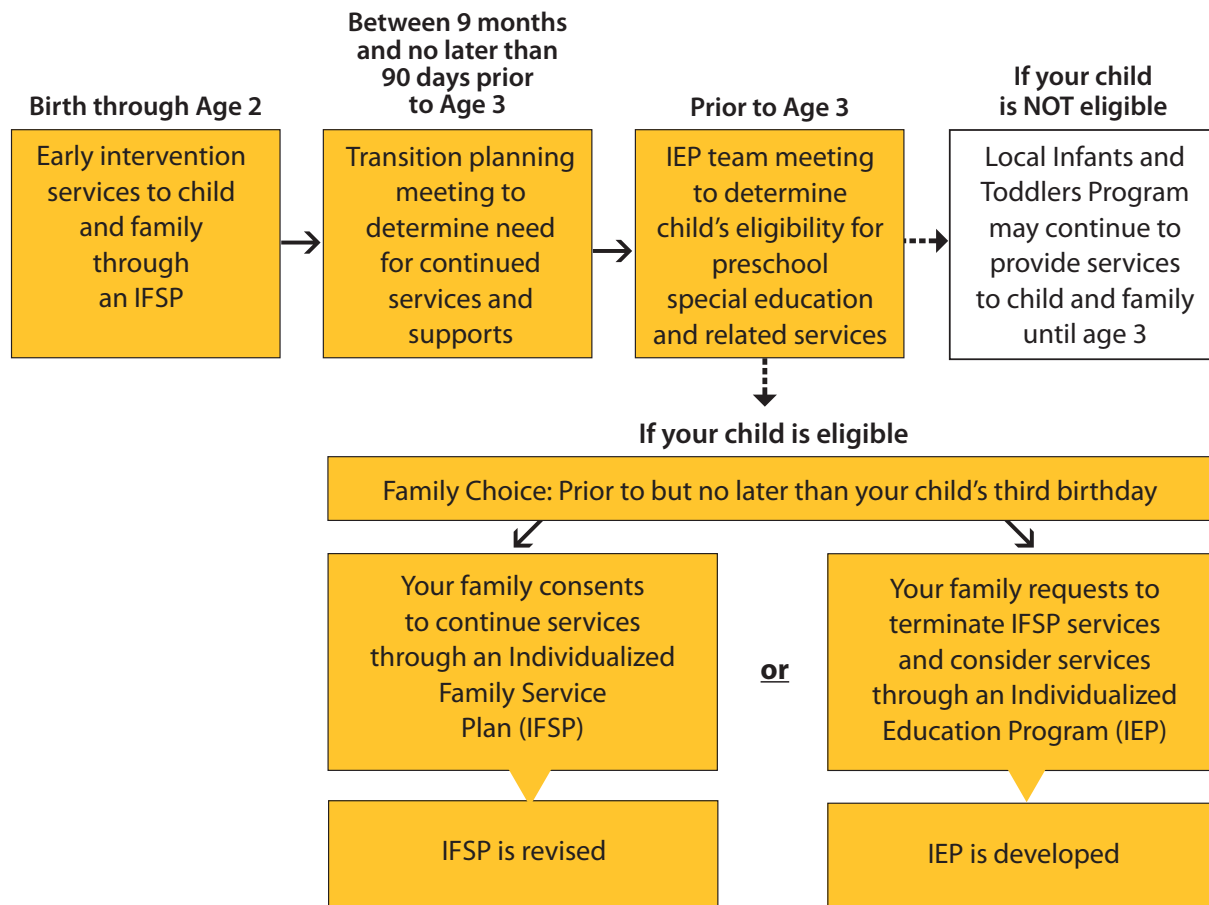 Birth through Age 2
Early intervention
services to child
and family
through
an IFSP
Between 9 months
and no later than
90 days prior
to Age 3
Transition planning
meeting to
determine need
for continued
services and
supports
Prior to Age 3
IEP team meeting
to determine
child’s eligibility for
preschool
special education
and related services
If your child
is NOT eligible
Local Infants and
Toddlers Program
may continue to
provide services
to child and family
until age 3
If your child is eligible
Family Choice: Prior to but no later than your child’s third birthday
Your family consents
to continue services
through an Individualized
Family Service
Plan (IFSP)
or
Your family requests to
terminate IFSP services
and consider services
through an Individualized
Education Program (IEP)
IFSP is revised
IEP is developed